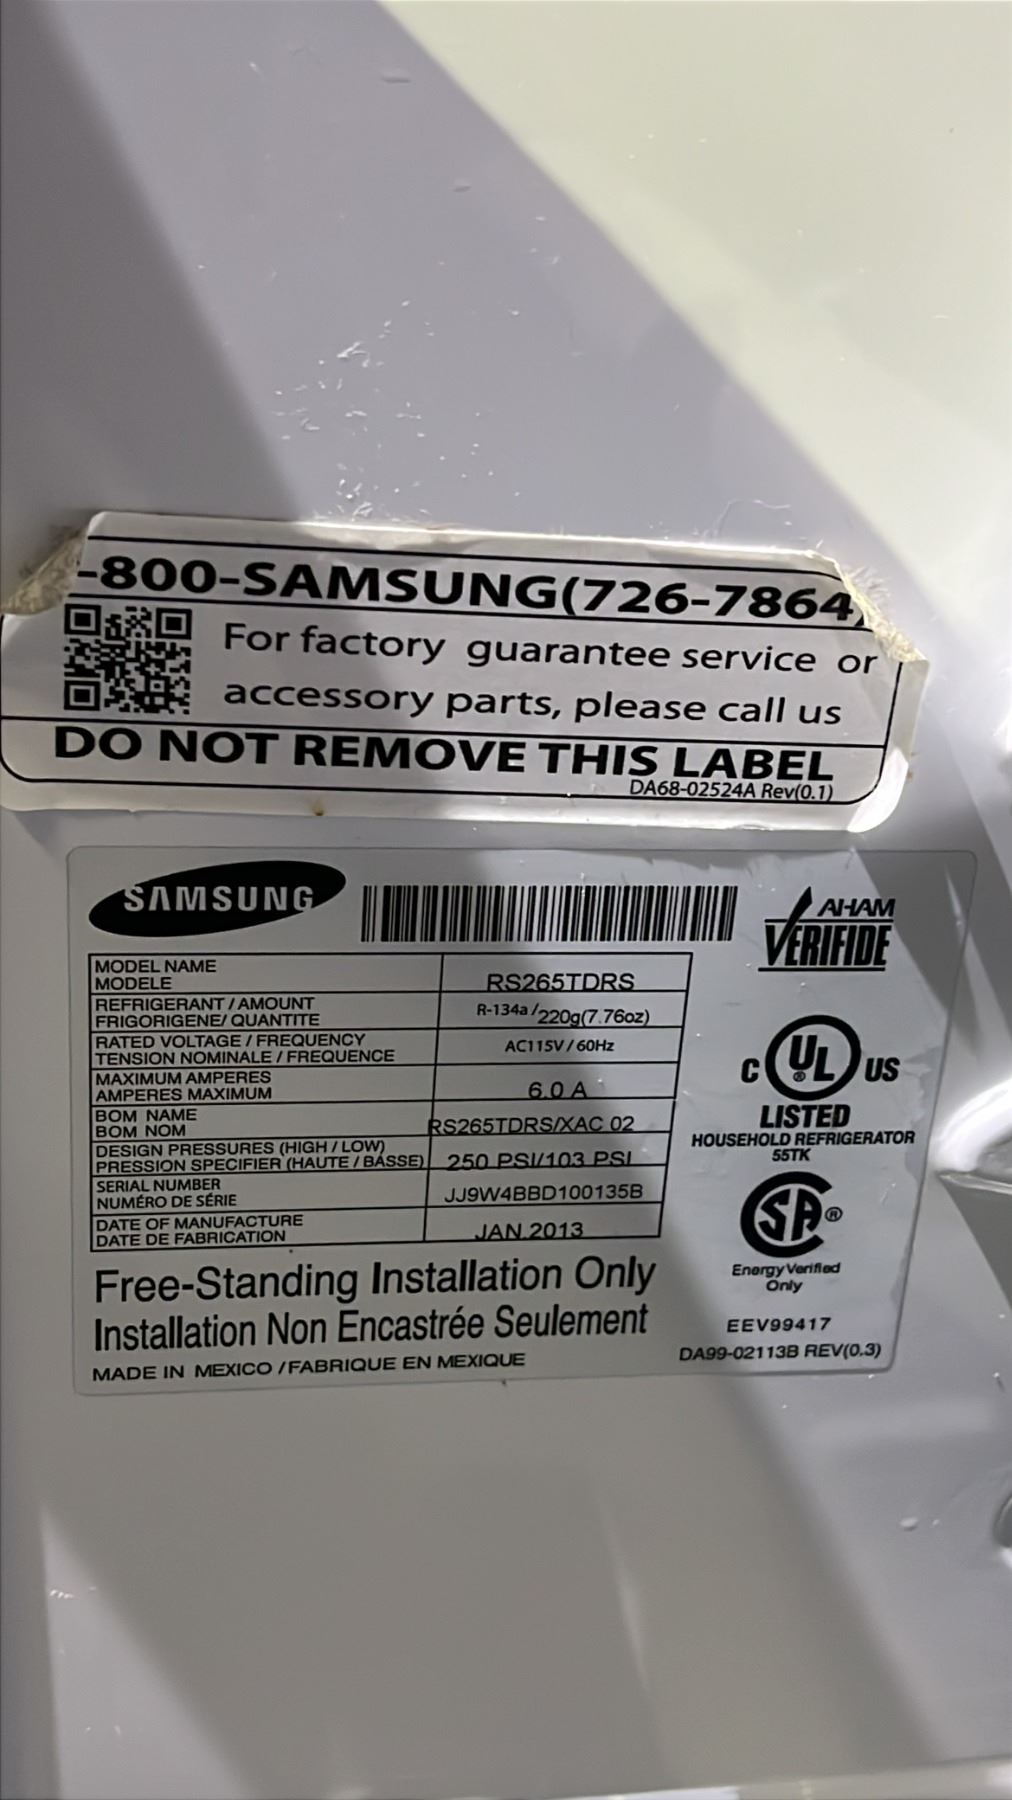 -800-SAMSUNG(726-7864)
For factory guarantee service or
accessory parts, please call us
DO NOT REMOVE THIS LABEL
DA68-02524A Rev(0.1)
SAMSUNG
AHAM
VERIFIDE
MODEL NAME
MODELE
RS265TDRS
REFRIGERANT / AMOUNT
FRIGORIGENE/ QUANTITE
R-134a / 220g(7.76oz)
RATED VOLTAGE / FREQUENCY
TENSION NOMINALE / FREQUENCE
AC115V / 60Hz
MAXIMUM AMPERES
AMPERES MAXIMUM
6.0 A
BOM NAME
BOM NOM
RS265TDRS/XAC 02
DESIGN PRESSURES (HIGH / LOW)
PRESSION SPECIFIER (HAUTE / BASSE)
250 PSI/103 PSI
SERIAL NUMBER
NUMÉRO DE SÉRIE
JJ9W4BBD100135B
DATE OF MANUFACTURE
DATE DE FABRICATION
JAN.2013
C UL ® US
LISTED
HOUSEHOLD REFRIGERATOR
55TK
SA ®
Energy Verified
Only
EEV99417
DA99-02113B REV(0.3)
Free-Standing Installation Only
Installation Non Encastrée Seulement
MADE IN MEXICO / FABRIQUE EN MEXIQUE